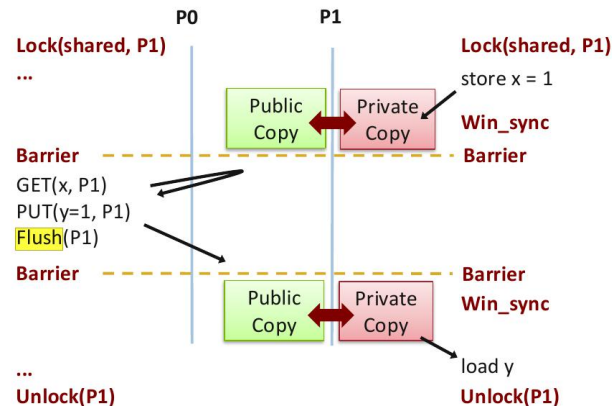 P0
P1
Lock(shared, P1)
...
Lock(shared, P1)
store x = 1
Public
Copy
Private
Copy
Win_sync
Barrier
Barrier
GET(x, P1)
PUT(y=1, P1)
Flush(P1)
Barrier
Barrier
Public
Copy
Private
Copy
Win_sync
load y
...
Unlock(P1)
Unlock(P1)